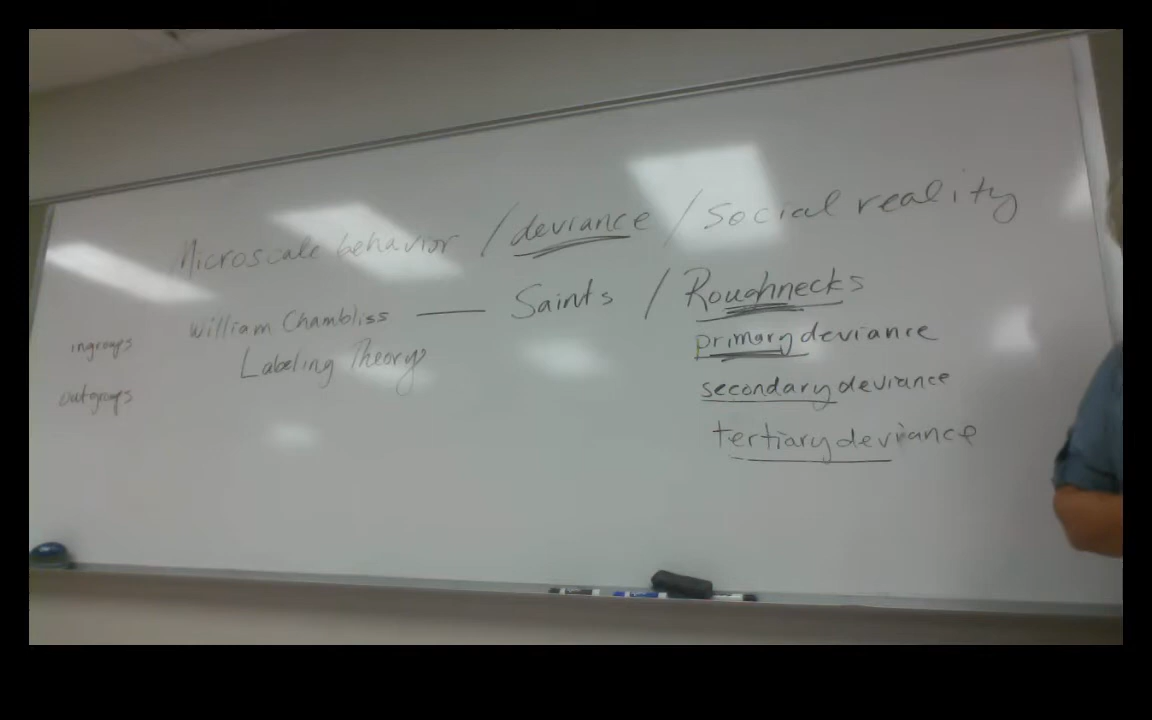 Microscale behavior / deviance / Social reality
William Chambliss — Saints / Roughnecks
ingroups
Labeling Theory
primary deviance
outgroups
secondary deviance
tertiary deviance